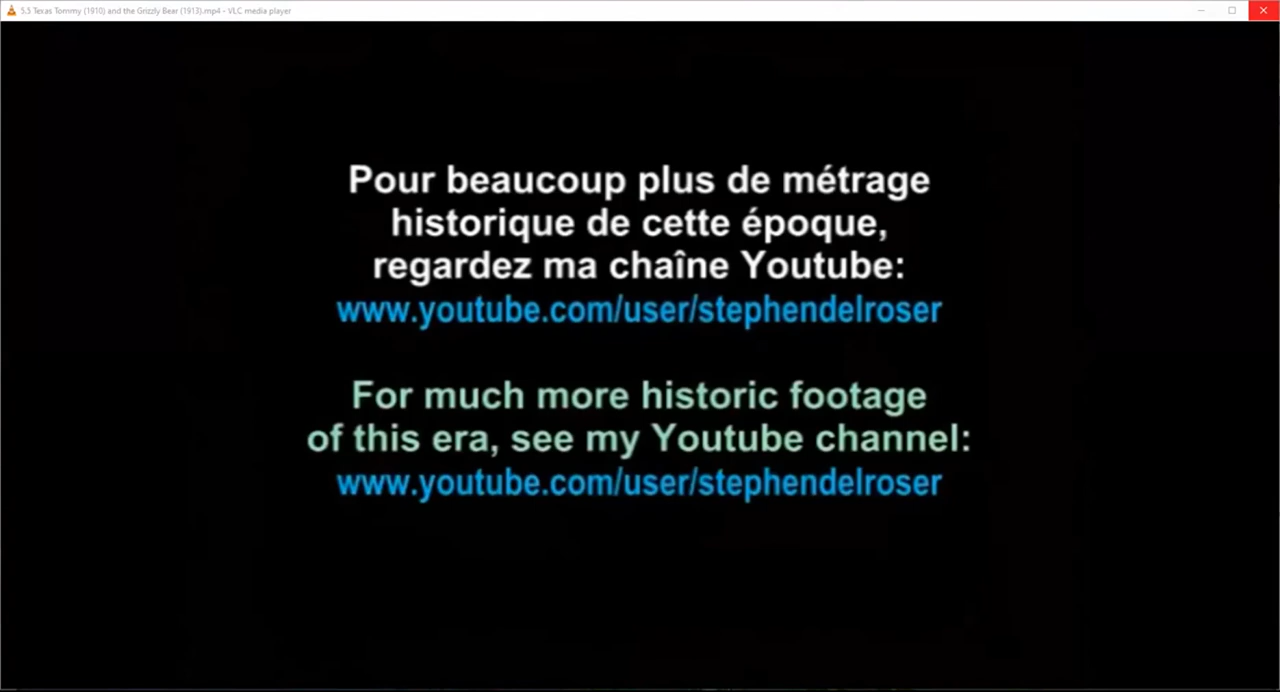 5.5 Texas Tommy (1910) and the Grizzly Bear (1913).mp4 - VLC media player
Pour beaucoup plus de métrage
historique de cette époque,
regardez ma chaîne Youtube:
www.youtube.com/user/stephendelroser
For much more historic footage
of this era, see my Youtube channel:
www.youtube.com/user/stephendelroser